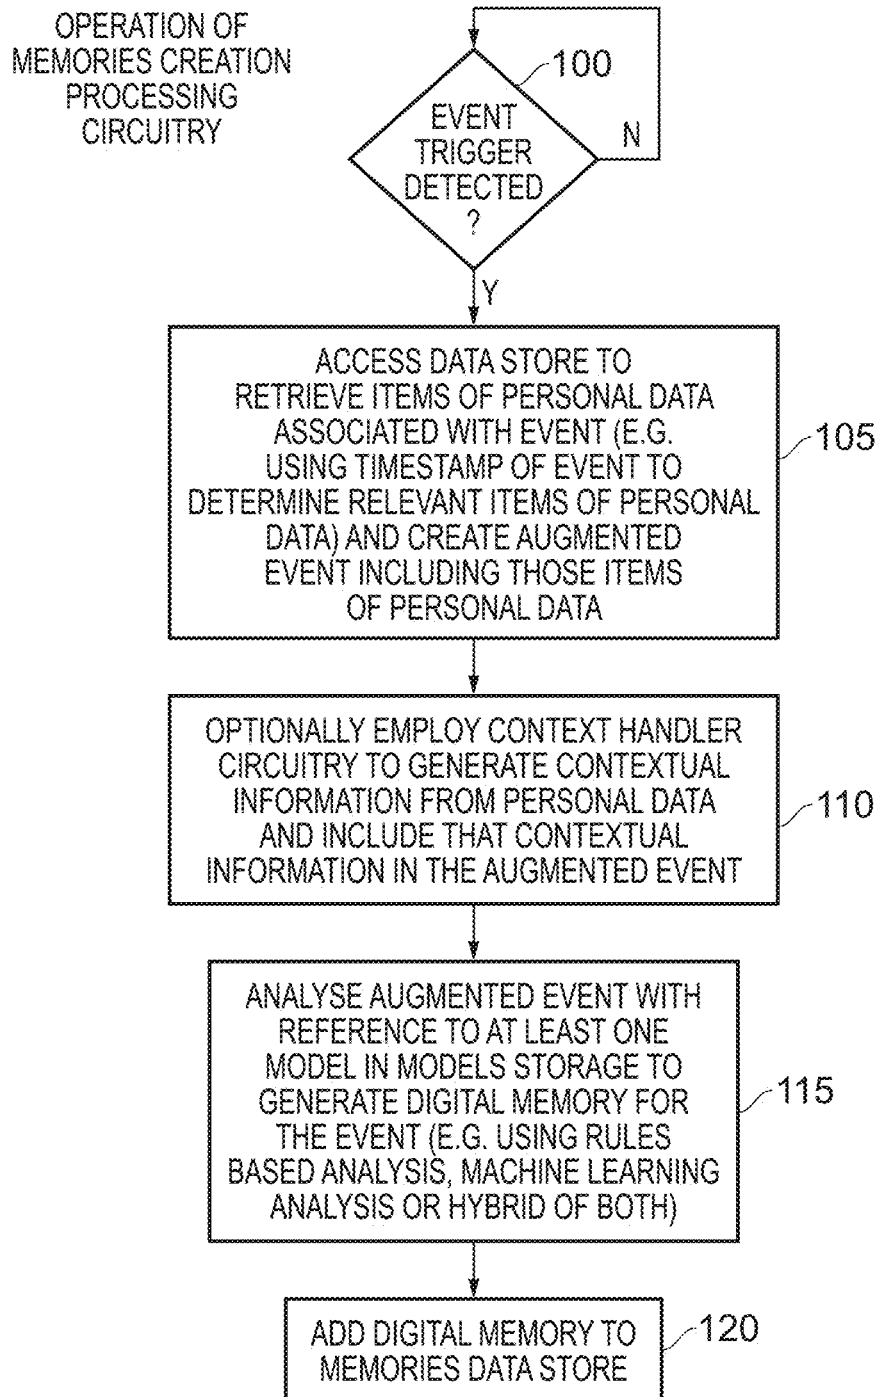 OPERATION OF
MEMORIES CREATION
PROCESSING
CIRCUITRY
100
EVENT
TRIGGER
DETECTED
?
N
Y
ACCESS DATA STORE TO
RETRIEVE ITEMS OF PERSONAL DATA
ASSOCIATED WITH EVENT (E.G.
USING TIMESTAMP OF EVENT TO
DETERMINE RELEVANT ITEMS OF PERSONAL
DATA) AND CREATE AUGMENTED
EVENT INCLUDING THOSE ITEMS
OF PERSONAL DATA
105
OPTIONALLY EMPLOY CONTEXT HANDLER
CIRCUITRY TO GENERATE CONTEXTUAL
INFORMATION FROM PERSONAL DATA
AND INCLUDE THAT CONTEXTUAL
INFORMATION IN THE AUGMENTED EVENT
110
ANALYSE AUGMENTED EVENT WITH
REFERENCE TO AT LEAST ONE
MODEL IN MODELS STORAGE TO
GENERATE DIGITAL MEMORY FOR
THE EVENT (E.G. USING RULES
BASED ANALYSIS, MACHINE LEARNING
ANALYSIS OR HYBRID OF BOTH)
115
ADD DIGITAL MEMORY TO
MEMORIES DATA STORE
120